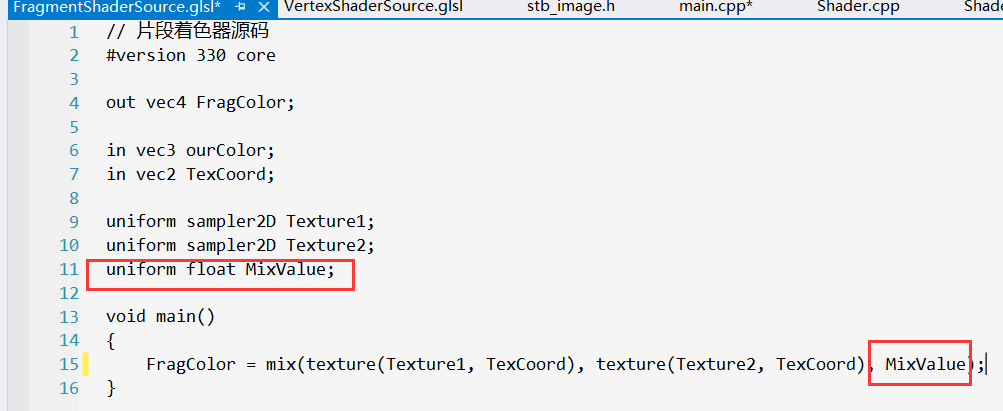 FragmentShaderSource.glsl* VertexShaderSource.glsl stb_image.h main.cpp* Shader.cpp Shade
1 // 片段着色器源码
2 #version 330 core
3
4 out vec4 FragColor;
5
6 in vec3 ourColor;
7 in vec2 TexCoord;
8
9 uniform sampler2D Texture1;
10 uniform sampler2D Texture2;
11 uniform float MixValue;
12
13 void main()
14 {
15 FragColor = mix(texture(Texture1, TexCoord), texture(Texture2, TexCoord), MixValue);
16 }